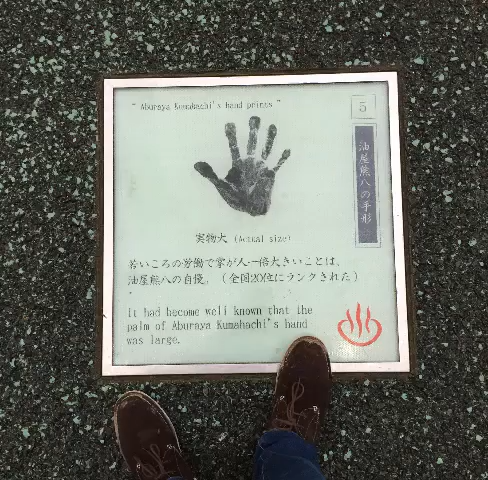 " Aburaya Kumahachi's hand prints "
5
油屋熊八の手形
実物大 (Actual size)
若いころの労働で掌が人一倍大きいことは、
油屋熊八の自慢。(全国20位にランクされた)
It had become well known that the
palm of Aburaya Kumahachi's hand
was large.